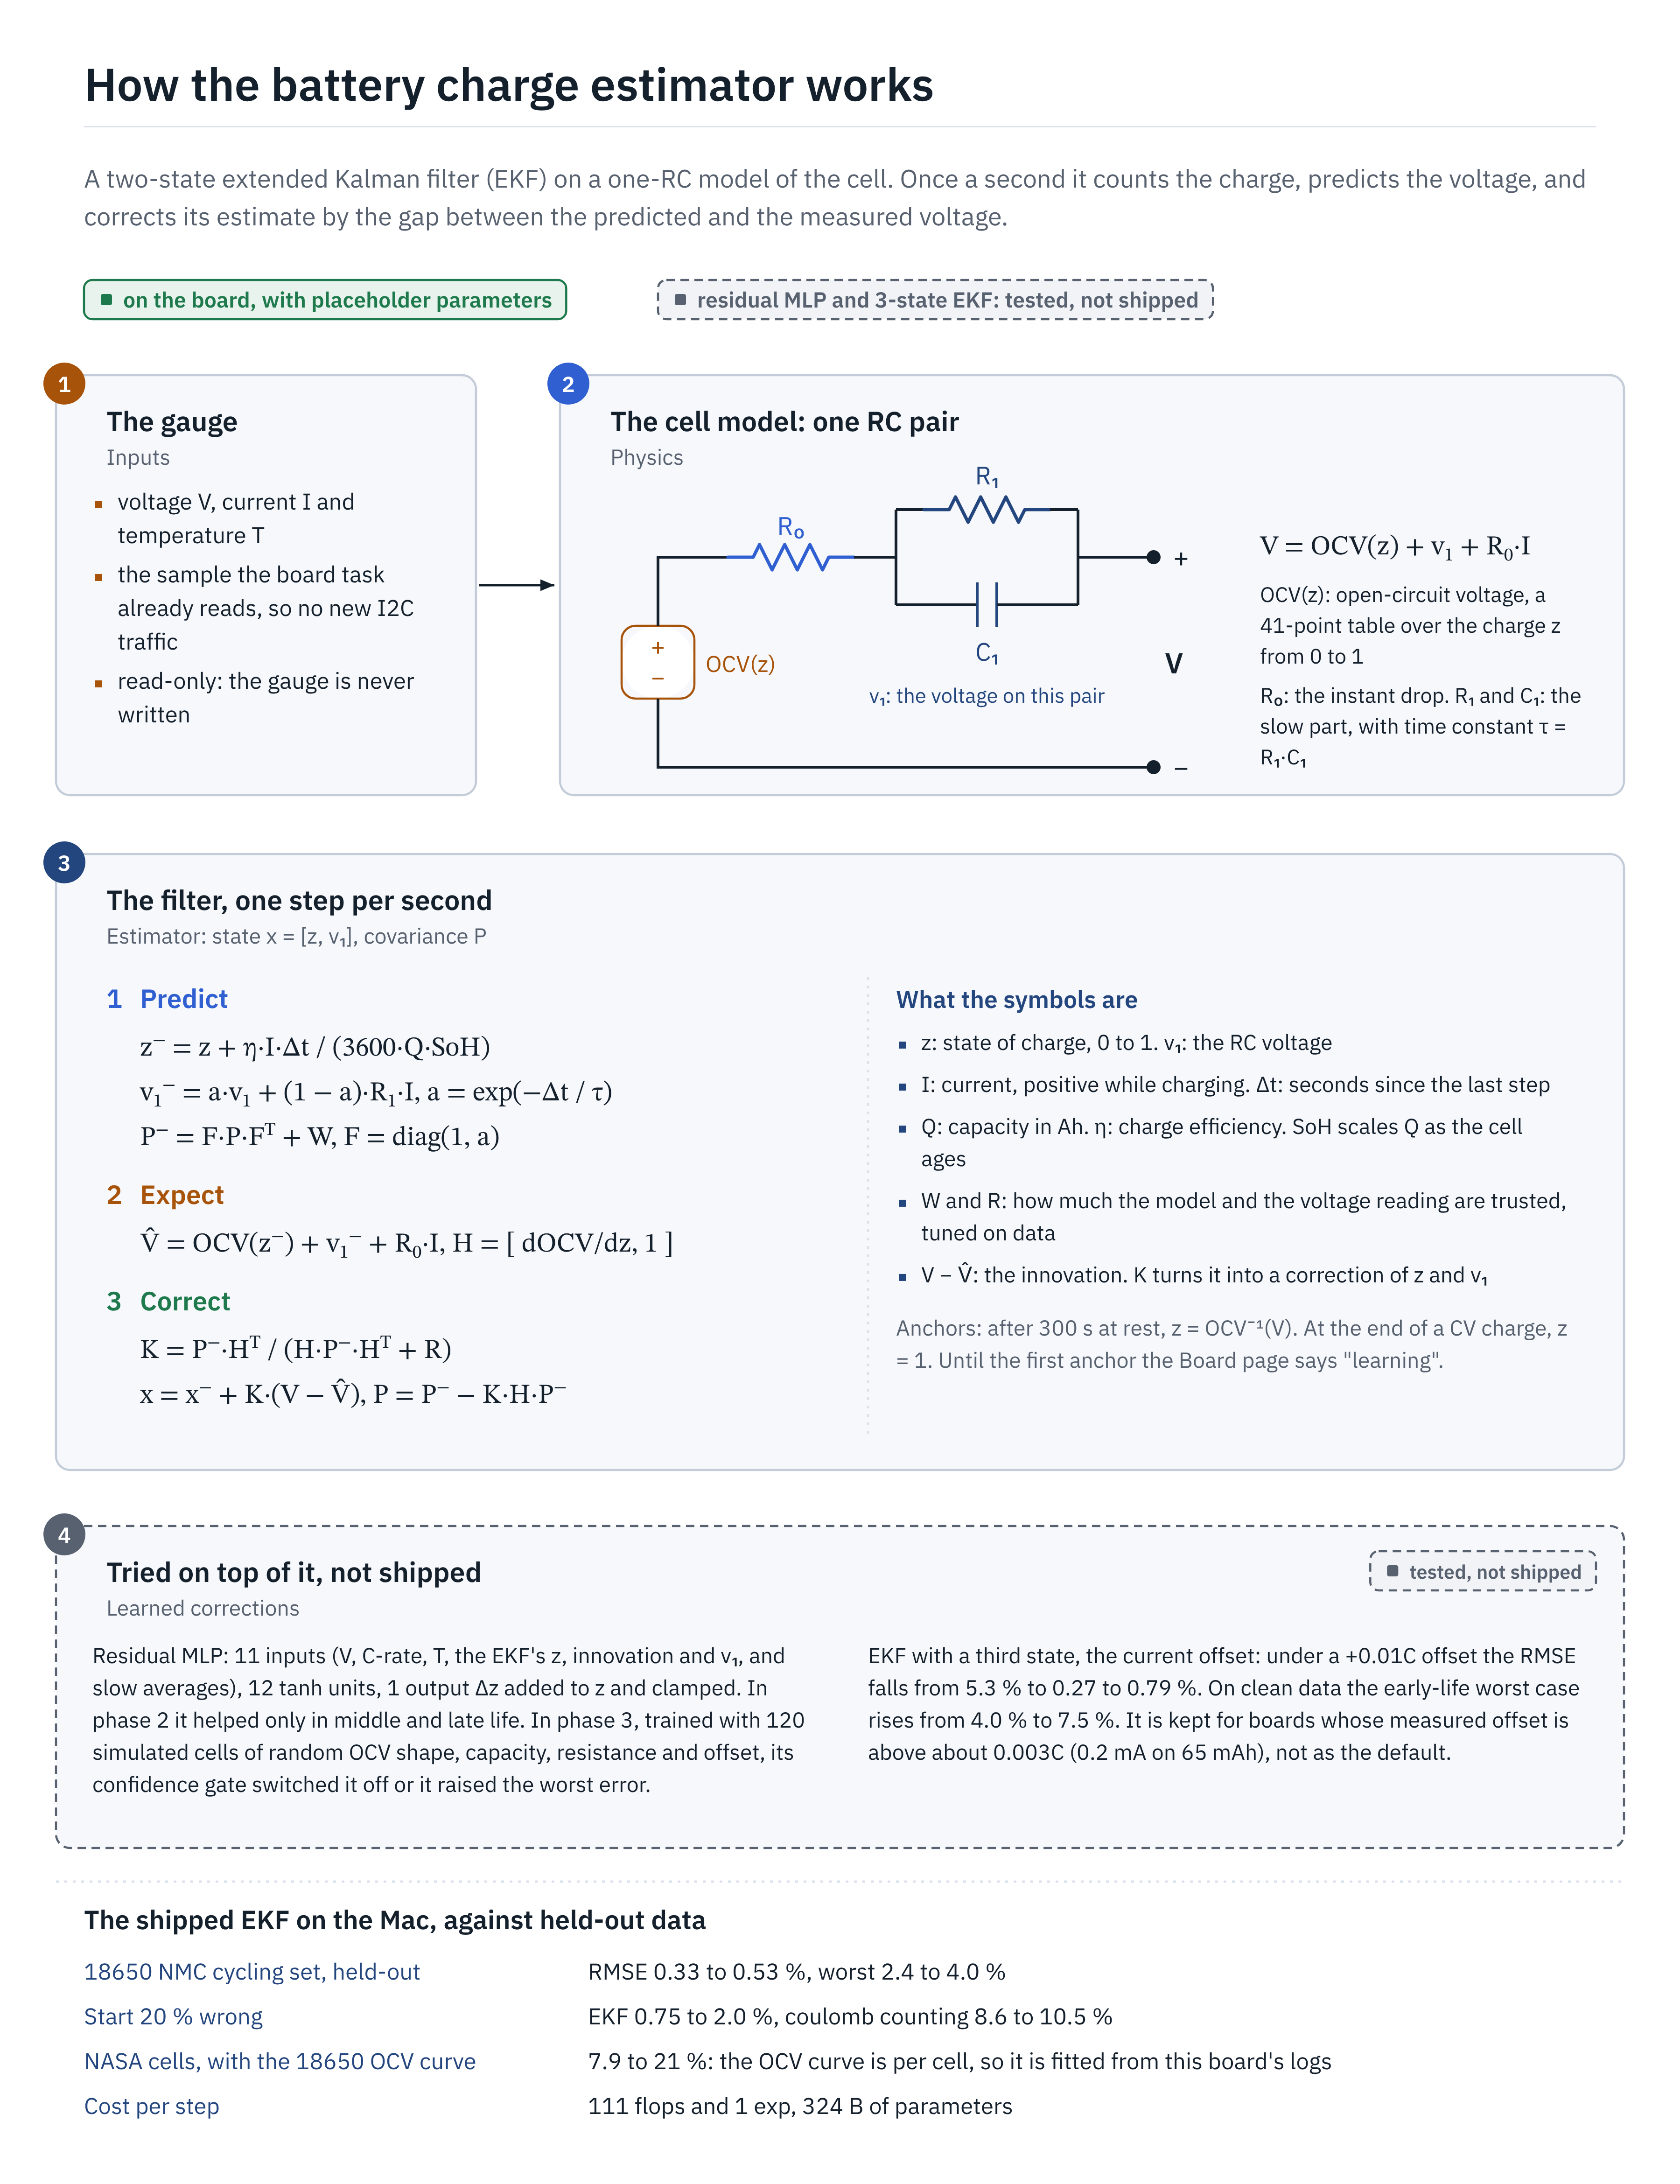 How the battery charge estimator works
A two-state extended Kalman filter (EKF) on a one-RC model of the cell. Once a second it counts the charge, predicts the voltage, and
corrects its estimate by the gap between the predicted and the measured voltage.
on the board, with placeholder parameters
residual MLP and 3-state EKF: tested, not shipped
1
The gauge
Inputs
voltage V, current I and
temperature T
the sample the board task
already reads, so no new I2C
traffic
read-only: the gauge is never
written
2
The cell model: one RC pair
Physics
R₁
R₀
+
+
−
OCV(z)
C₁
V
v₁: the voltage on this pair
−
V = OCV(z) + v₁ + R₀·I
OCV(z): open-circuit voltage, a
41-point table over the charge z
from 0 to 1
R₀: the instant drop. R₁ and C₁: the
slow part, with time constant τ =
R₁·C₁
3
The filter, one step per second
Estimator: state x = [z, v₁], covariance P
1 Predict
z⁻ = z + η·I·Δt / (3600·Q·SoH)
v₁⁻ = a·v₁ + (1 − a)·R₁·I, a = exp(−Δt / τ)
P⁻ = F·P·Fᵀ + W, F = diag(1, a)
2 Expect
V̂ = OCV(z⁻) + v₁⁻ + R₀·I, H = [ dOCV/dz, 1 ]
3 Correct
K = P⁻·Hᵀ / (H·P⁻·Hᵀ + R)
x = x⁻ + K·(V − V̂), P = P⁻ − K·H·P⁻
What the symbols are
z: state of charge, 0 to 1. v₁: the RC voltage
I: current, positive while charging. Δt: seconds since the last step
Q: capacity in Ah. η: charge efficiency. SoH scales Q as the cell
ages
W and R: how much the model and the voltage reading are trusted,
tuned on data
V − V̂: the innovation. K turns it into a correction of z and v₁
Anchors: after 300 s at rest, z = OCV⁻¹(V). At the end of a CV charge, z
= 1. Until the first anchor the Board page says "learning".
4
Tried on top of it, not shipped
tested, not shipped
Learned corrections
Residual MLP: 11 inputs (V, C-rate, T, the EKF's z, innovation and v₁, and
slow averages), 12 tanh units, 1 output Δz added to z and clamped. In
phase 2 it helped only in middle and late life. In phase 3, trained with 120
simulated cells of random OCV shape, capacity, resistance and offset, its
confidence gate switched it off or it raised the worst error.
EKF with a third state, the current offset: under a +0.01C offset the RMSE
falls from 5.3 % to 0.27 to 0.79 %. On clean data the early-life worst case
rises from 4.0 % to 7.5 %. It is kept for boards whose measured offset is
above about 0.003C (0.2 mA on 65 mAh), not as the default.
The shipped EKF on the Mac, against held-out data
18650 NMC cycling set, held-out RMSE 0.33 to 0.53 %, worst 2.4 to 4.0 %
Start 20 % wrong EKF 0.75 to 2.0 %, coulomb counting 8.6 to 10.5 %
NASA cells, with the 18650 OCV curve 7.9 to 21 %: the OCV curve is per cell, so it is fitted from this board's logs
Cost per step 111 flops and 1 exp, 324 B of parameters